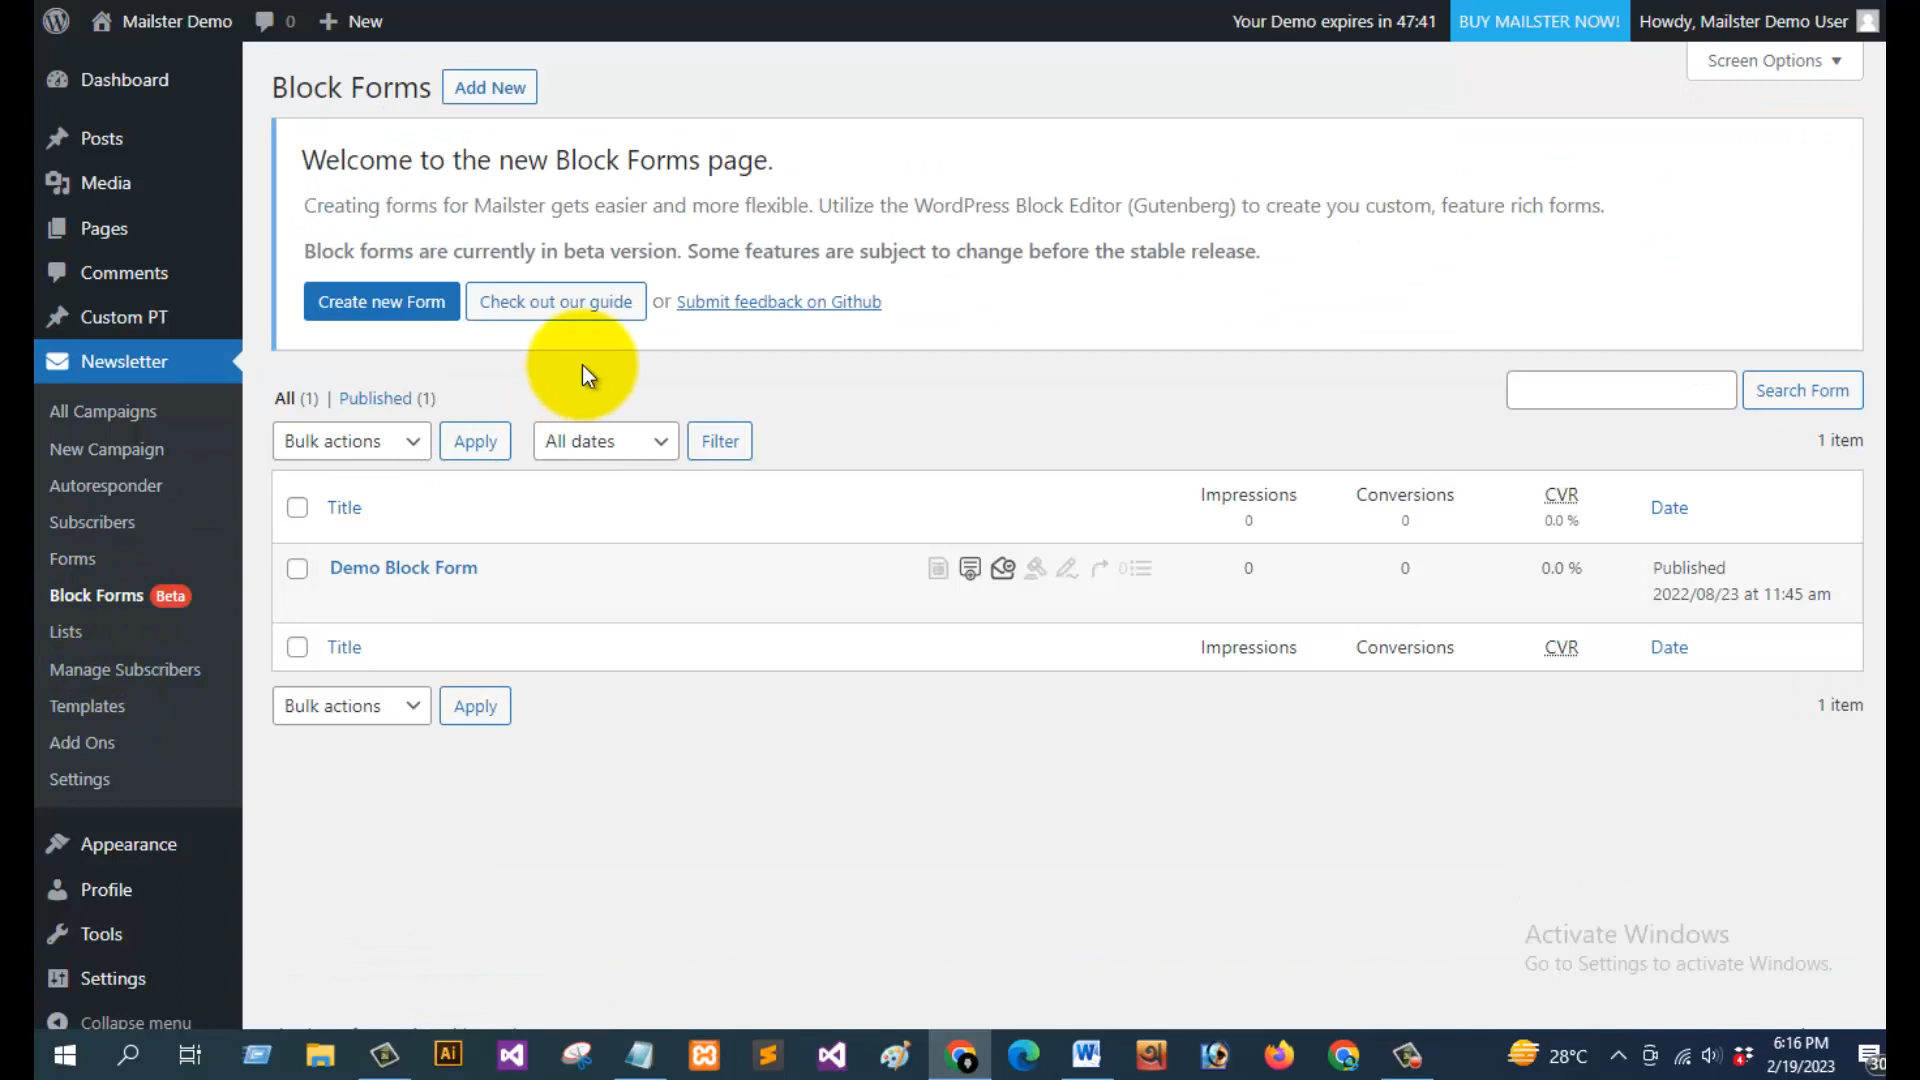 Mailster Demo 0 New Your Demo expires in 47:41 BUY MAILSTER NOW! Howdy, Mailster Demo User
Screen Options
Dashboard
Posts
Media
Pages
Comments
Custom PT
Newsletter
All Campaigns
New Campaign
Autoresponder
Subscribers
Forms
Block Forms Beta
Lists
Manage Subscribers
Templates
Add Ons
Settings
Appearance
Profile
Tools
Settings
Collapse menu
Block Forms Add New
Welcome to the new Block Forms page.
Creating forms for Mailster gets easier and more flexible. Utilize the WordPress Block Editor (Gutenberg) to create you custom, feature rich forms.
Block forms are currently in beta version. Some features are subject to change before the stable release.
Create new Form Check out our guide or Submit feedback on Github
All (1) | Published (1) Search Form
Bulk actions Apply All dates Filter 1 item
Title Impressions Conversions CVR Date
0 0 0.0 %
Demo Block Form 0 0 0 0.0 % Published
2022/08/23 at 11:45 am
Title Impressions Conversions CVR Date
Bulk actions Apply 1 item
Activate Windows
Go to Settings to activate Windows.
Ai 28°C 4 6:16 PM
2/19/2023 30